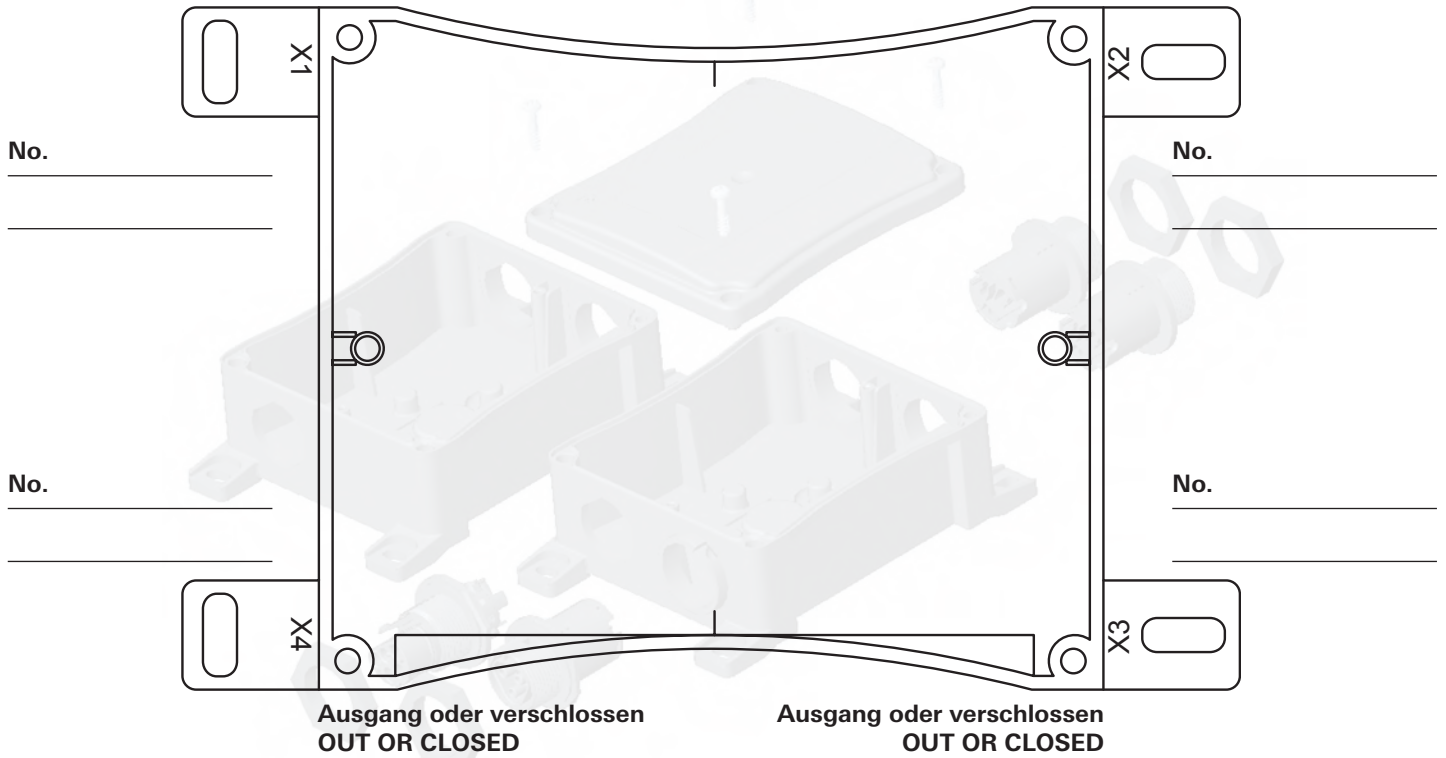 X1
X2
No.
No.
No.
No.
X4
X3
Ausgang oder verschlossen
OUT OR CLOSED
Ausgang oder verschlossen
OUT OR CLOSED